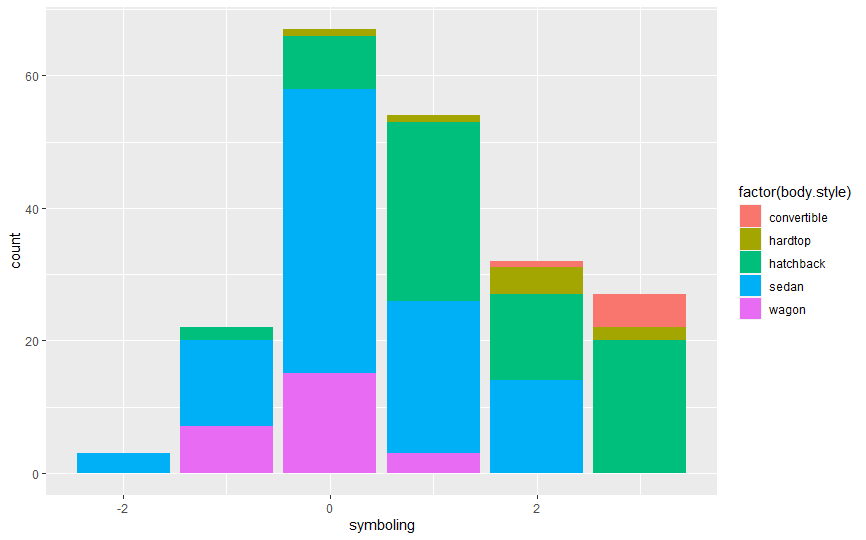 60
40
20
0
-2
0
2
symboling
count
factor(body.style)
convertible
hardtop
hatchback
sedan
wagon